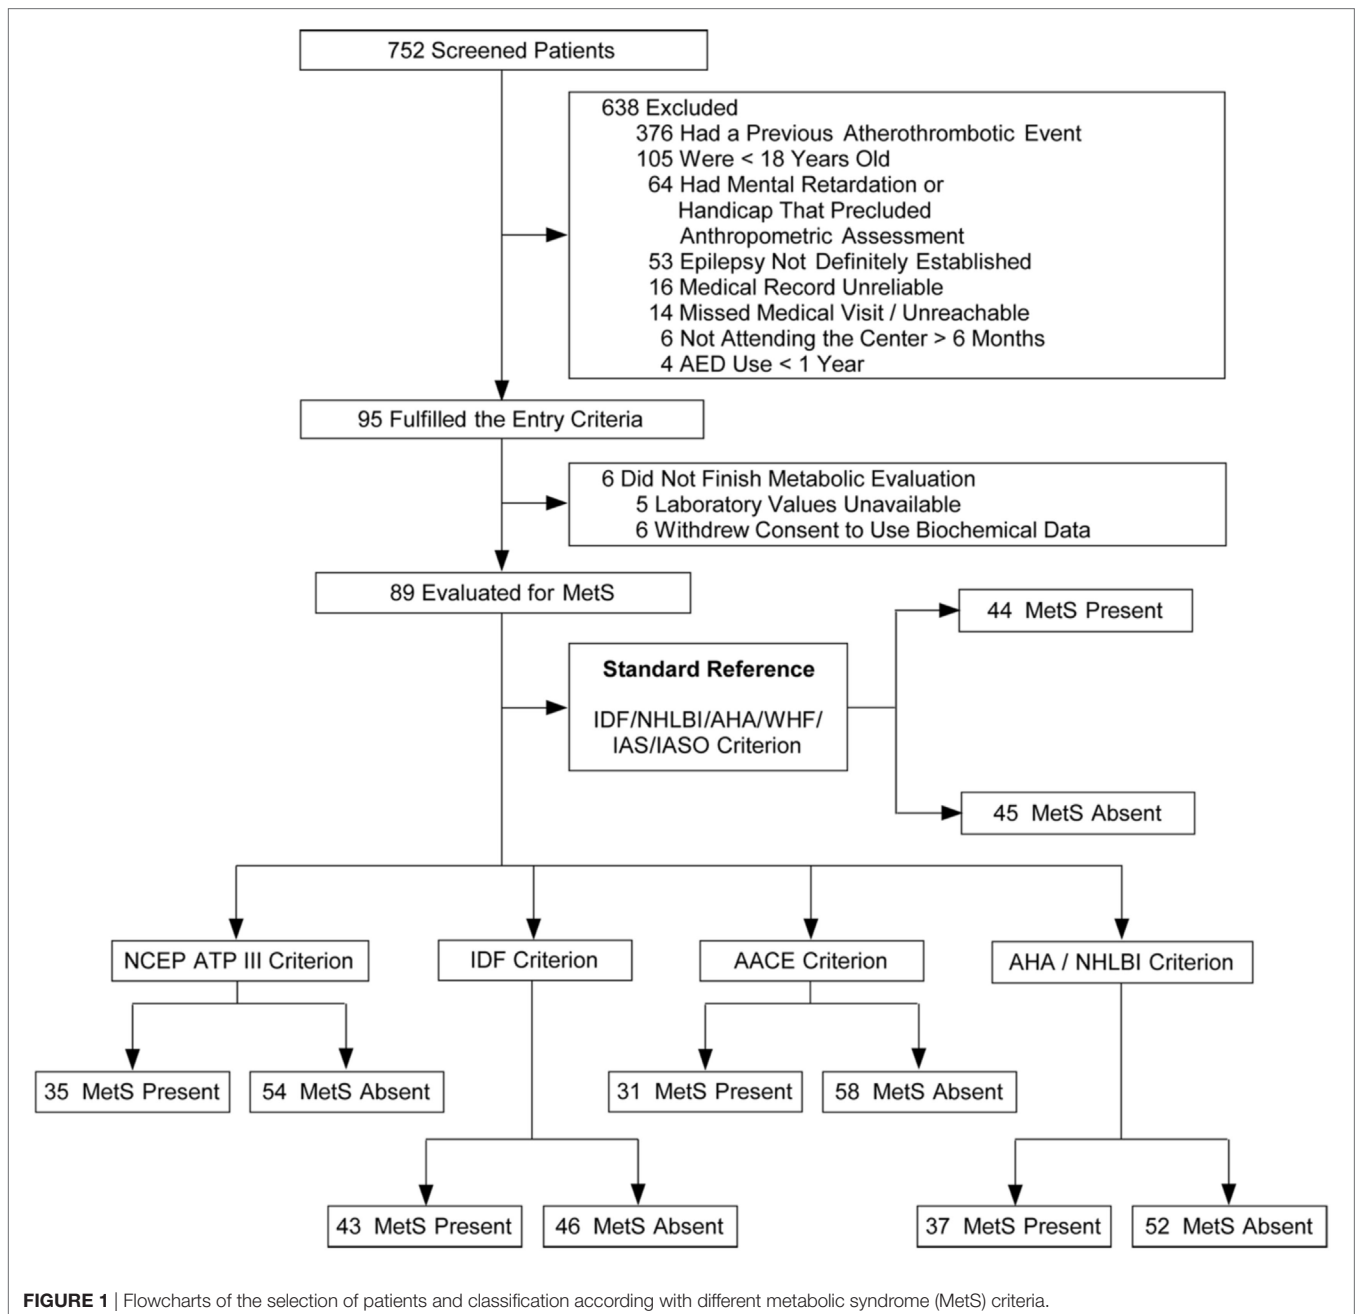 752 Screened Patients
638 Excluded
376 Had a Previous Atherothrombotic Event
105 Were < 18 Years Old
64 Had Mental Retardation or
Handicap That Precluded
Anthropometric Assessment
53 Epilepsy Not Definitely Established
16 Medical Record Unreliable
14 Missed Medical Visit / Unreachable
6 Not Attending the Center > 6 Months
4 AED Use < 1 Year
95 Fulfilled the Entry Criteria
6 Did Not Finish Metabolic Evaluation
5 Laboratory Values Unavailable
6 Withdrew Consent to Use Biochemical Data
89 Evaluated for MetS
44 MetS Present
Standard Reference
IDF/NHLBI/AHA/WHF/
IAS/IASO Criterion
45 MetS Absent
NCEP ATP III Criterion
IDF Criterion
AACE Criterion
AHA / NHLBI Criterion
35 MetS Present
54 MetS Absent
31 MetS Present
58 MetS Absent
43 MetS Present
46 MetS Absent
37 MetS Present
52 MetS Absent
FIGURE 1 | Flowcharts of the selection of patients and classification according with different metabolic syndrome (MetS) criteria.